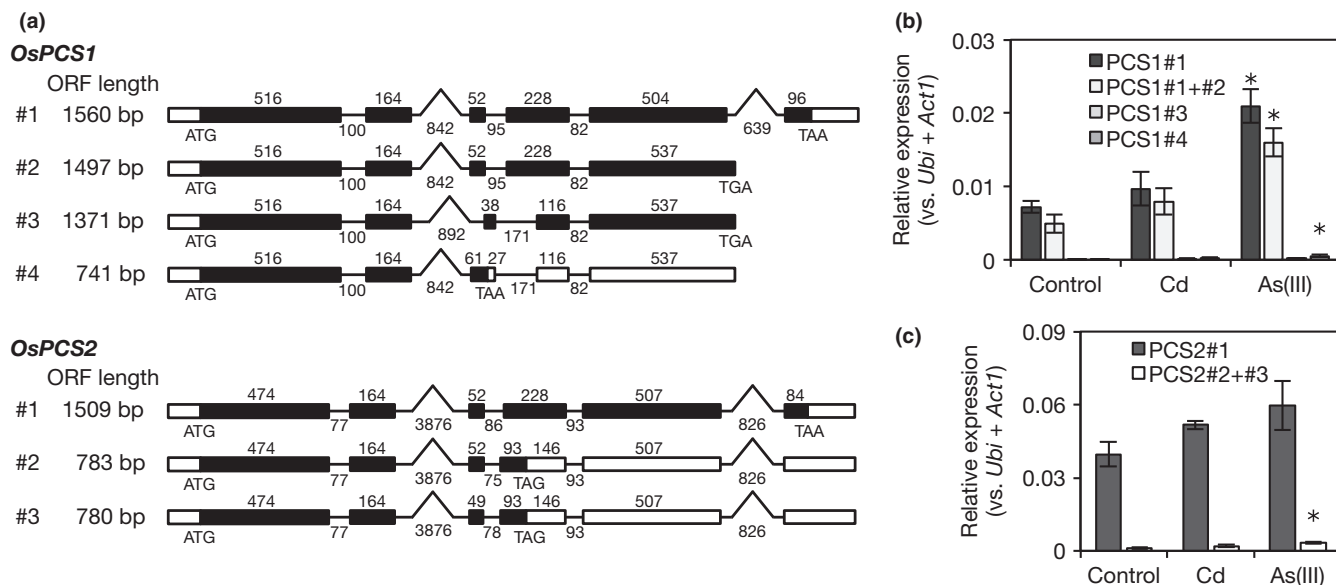 (a)
OsPCS1
ORF length
#1 1560 bp
516 164 52 228 504 96
ATG 100 842 95 82 639 TAA
#2 1497 bp
516 164 52 228 537
ATG 100 842 95 82 TGA
#3 1371 bp
516 164 38 116 537
ATG 100 892 171 82 TGA
#4 741 bp
516 164 61 27 116 537
ATG 100 842 TAA 171 82
OsPCS2
ORF length
#1 1509 bp
474 164 52 228 507 84
ATG 77 3876 86 93 826 TAA
#2 783 bp
474 164 52 93 146 507
ATG 77 3876 75 TAG 93 826
#3 780 bp
474 164 49 93 146 507
ATG 77 3876 78 TAG 93 826
(b)
Relative expression
(vs. Ubi + Act1)
0.03
0.02
0.01
0
PCS1#1
PCS1#1+#2
PCS1#3
PCS1#4
* * *
Control Cd As(III)
(c)
Relative expression
(vs. Ubi + Act1)
0.09
0.06
0.03
0
PCS2#1
PCS2#2+#3
*
Control Cd As(III)